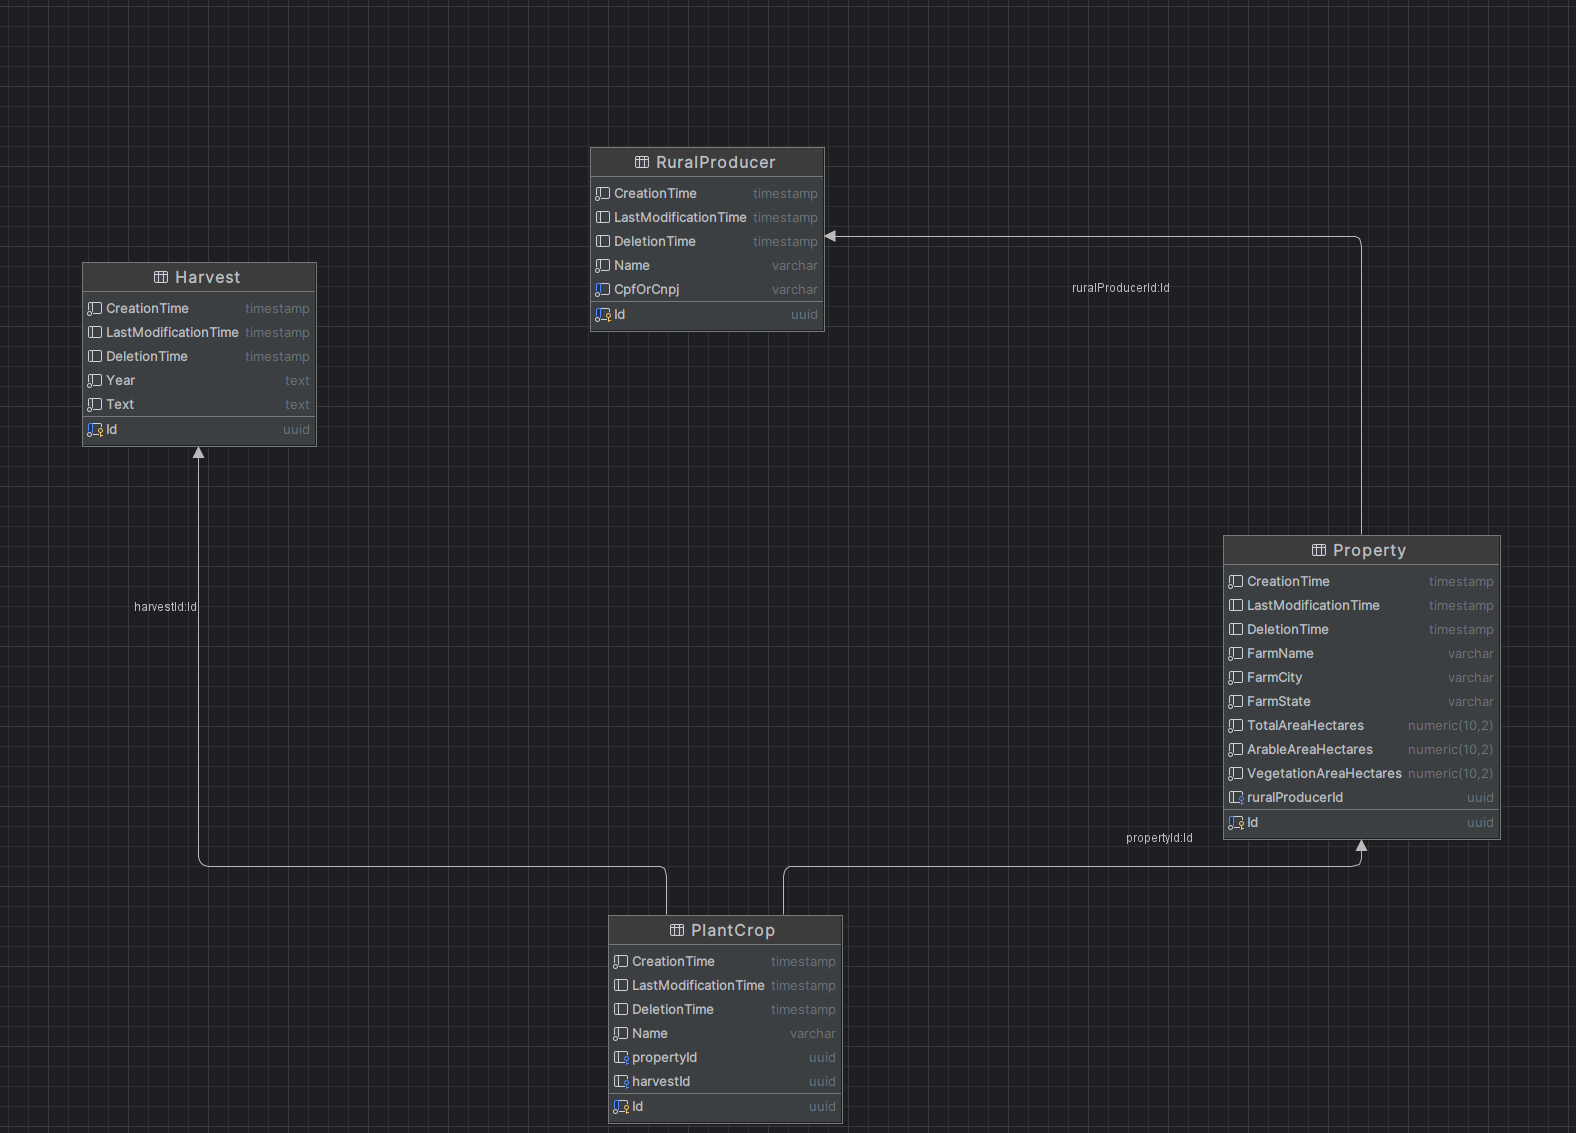 RuralProducer
CreationTime timestamp
LastModificationTime timestamp
DeletionTime timestamp
Name varchar
CpfOrCnpj varchar
Id uuid
ruralProducerId:Id
Harvest
CreationTime timestamp
LastModificationTime timestamp
DeletionTime timestamp
Year text
Text text
Id uuid
harvestId:Id
Property
CreationTime timestamp
LastModificationTime timestamp
DeletionTime timestamp
FarmName varchar
FarmCity varchar
FarmState varchar
TotalAreaHectares numeric(10,2)
ArableAreaHectares numeric(10,2)
VegetationAreaHectares numeric(10,2)
ruralProducerId uuid
Id uuid
propertyId:Id
PlantCrop
CreationTime timestamp
LastModificationTime timestamp
DeletionTime timestamp
Name varchar
propertyId uuid
harvestId uuid
Id uuid